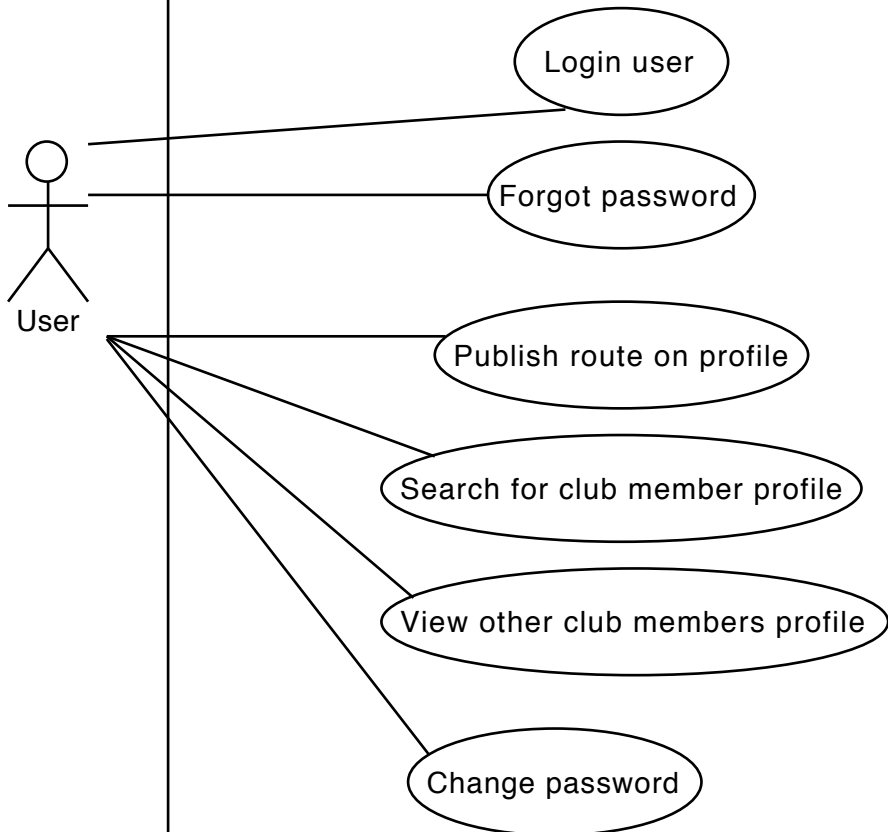 Login user
Forgot password
User
Publish route on profile
Search for club member profile
View other club members profile
Change password